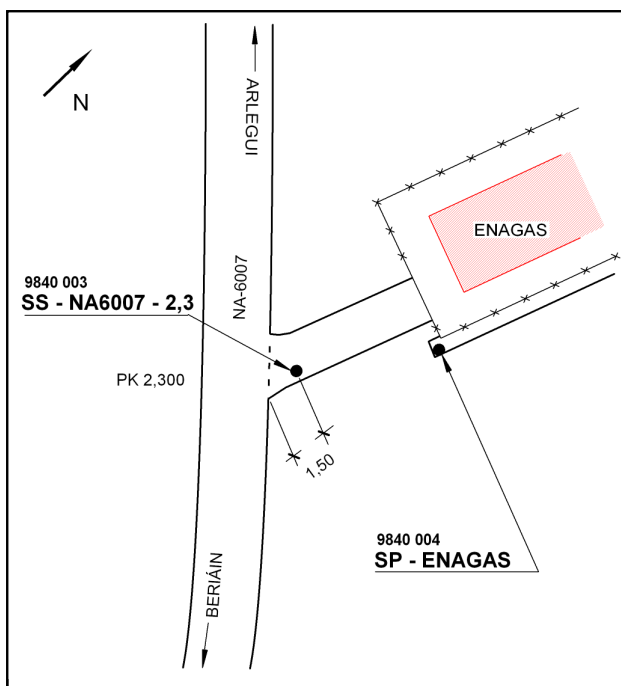 N
ARLEGUI
ENAGAS
NA-6007
9840 003
SS - NA6007 - 2,3
PK 2,300
1,50
9840 004
SP - ENAGAS
BERIÁIN